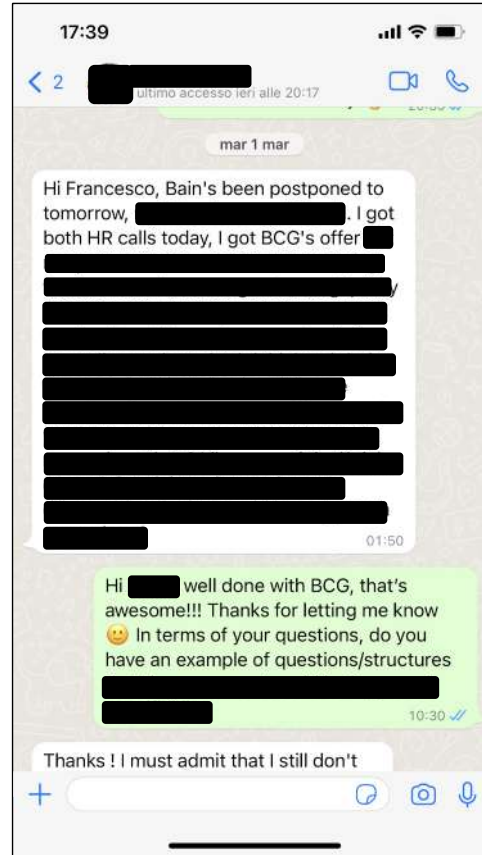 17:39
2
ultimo accesso ieri alle 20:17
mar 1 mar
Hi Francesco, Bain's been postponed to
tomorrow, . I got
both HR calls today, I got BCG's offer
y
01:50
Hi well done with BCG, that's
awesome!!! Thanks for letting me know
🙂 In terms of your questions, do you
have an example of questions/structures
10:30
Thanks ! I must admit that I still don't